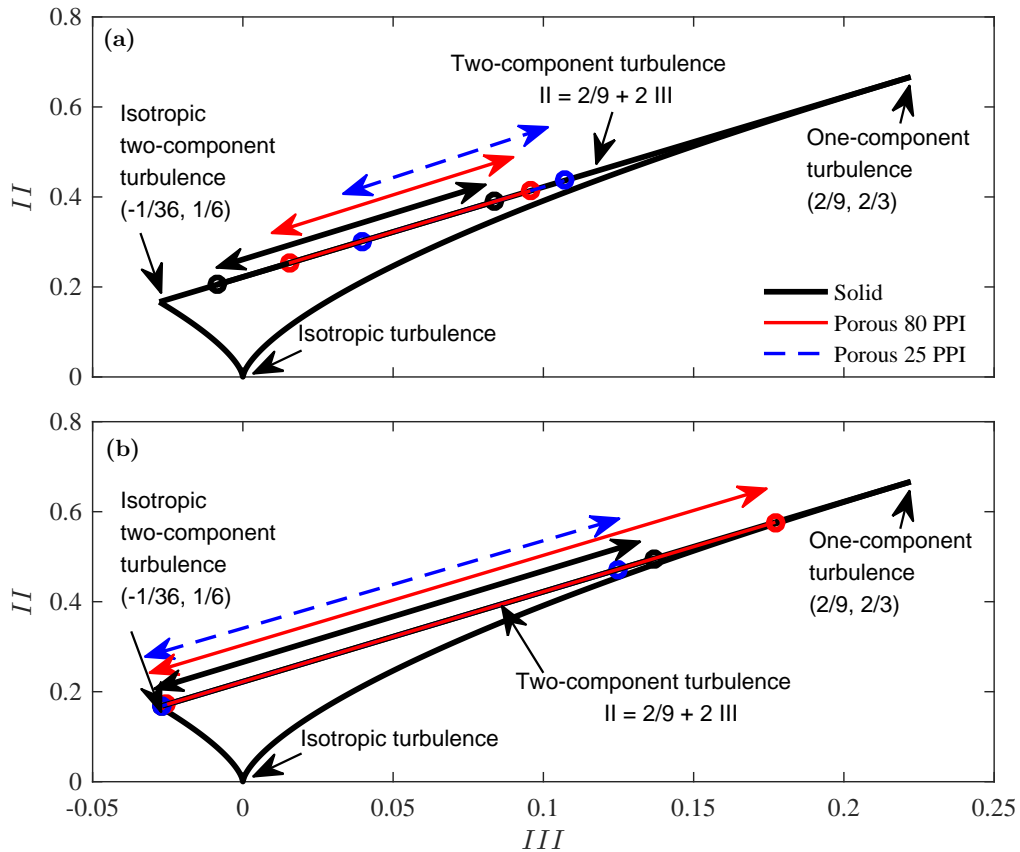 0.8
(a)
Two-component turbulence
II = 2/9 + 2 III
Isotropic
two-component
turbulence
(-1/36, 1/6)
0.6
One-component
turbulence
(2/9, 2/3)
II
0.4
0.2
Isotropic turbulence
Solid
Porous 80 PPI
Porous 25 PPI
0
0.8
(b)
Isotropic
two-component
turbulence
(-1/36, 1/6)
0.6
One-component
turbulence
(2/9, 2/3)
II
0.4
Two-component turbulence
II = 2/9 + 2 III
0.2
Isotropic turbulence
0
-0.05 0 0.05 0.1 0.15 0.2 0.25
III